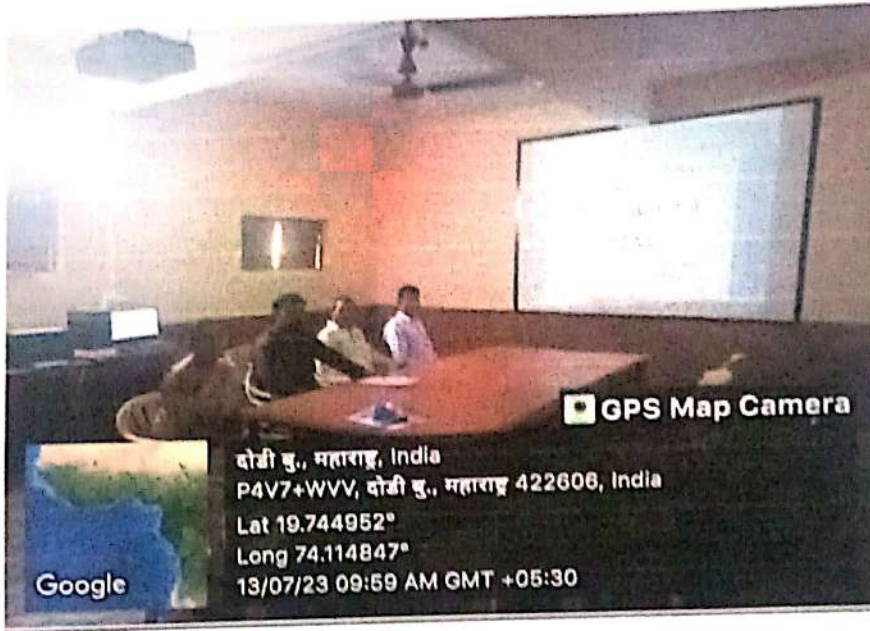 GPS Map Camera
दोडी बु., महाराष्ट्र, India
P4V7+WVV, दोडी बु., महाराष्ट्र 422606, India
Lat 19.744952°
Long 74.114847°
13/07/23 09:59 AM GMT +05:30
Google